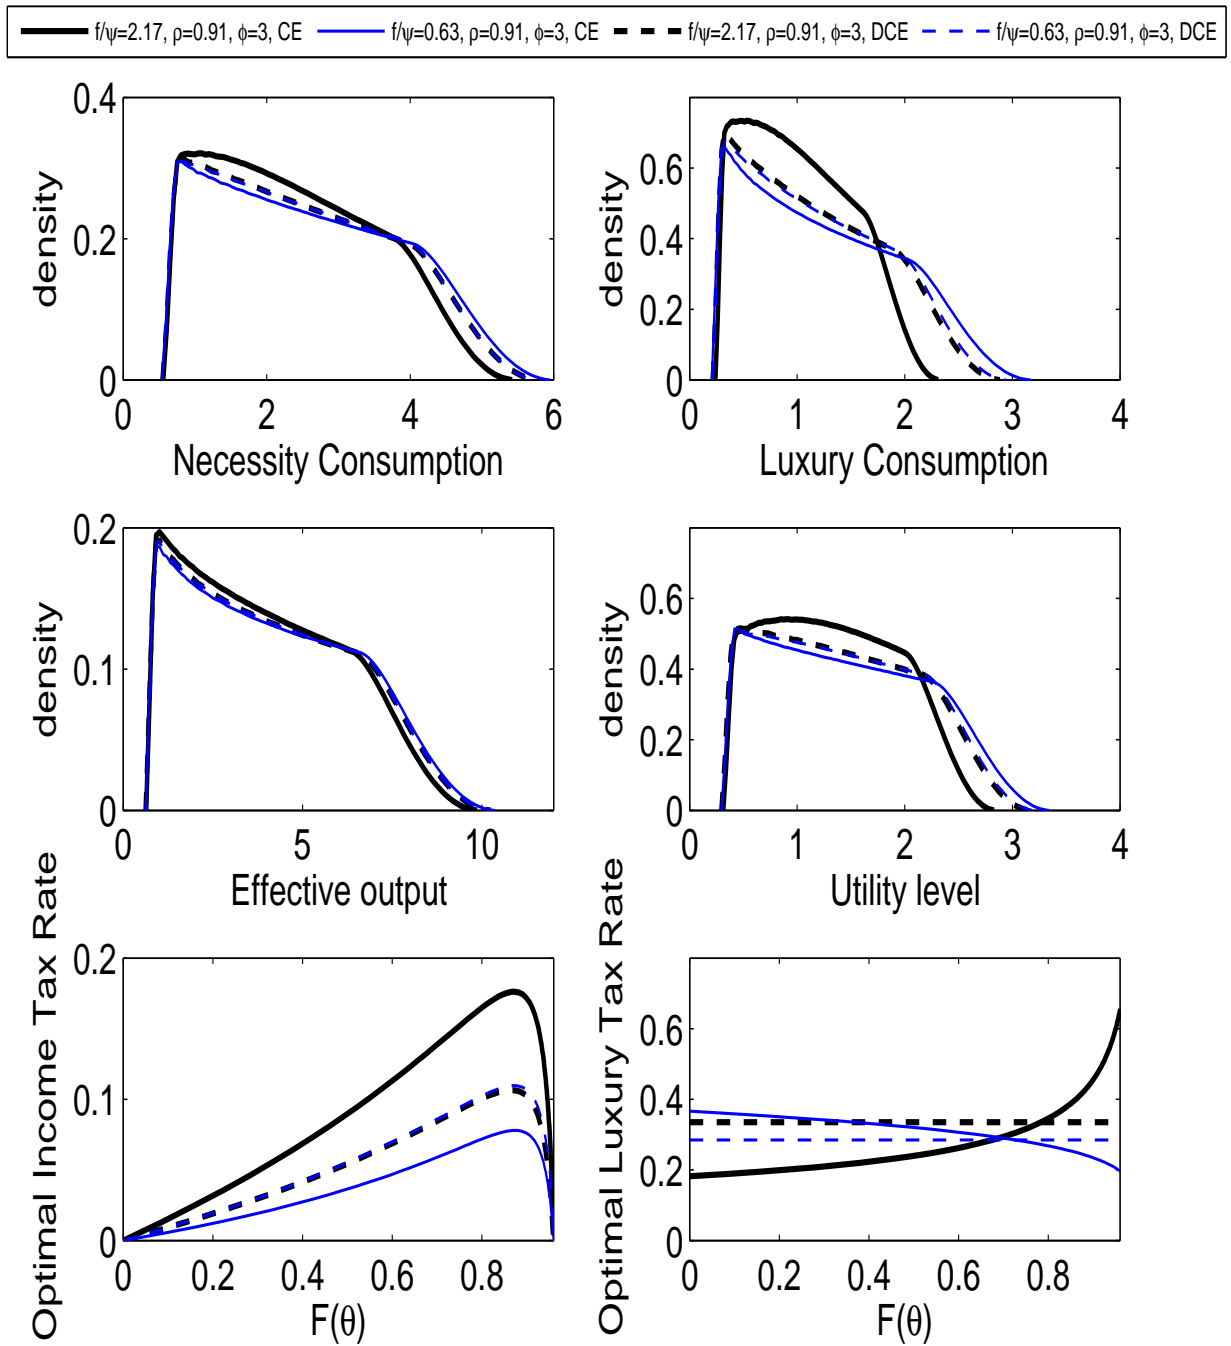 f/ψ=2.17, ρ=0.91, φ=3, CE f/ψ=0.63, ρ=0.91, φ=3, CE f/ψ=2.17, ρ=0.91, φ=3, DCE f/ψ=0.63, ρ=0.91, φ=3, DCE
density
0.4
0.2
0
0 2 4 6
Necessity Consumption
density
0.6
0.4
0.2
0
0 1 2 3 4
Luxury Consumption
density
0.2
0.1
0
0 5 10
Effective output
density
0.6
0.4
0.2
0
0 1 2 3 4
Utility level
Optimal Income Tax Rate
0.2
0.1
0
0 0.2 0.4 0.6 0.8
F(θ)
Optimal Luxury Tax Rate
0.6
0.4
0.2
0
0 0.2 0.4 0.6 0.8
F(θ)